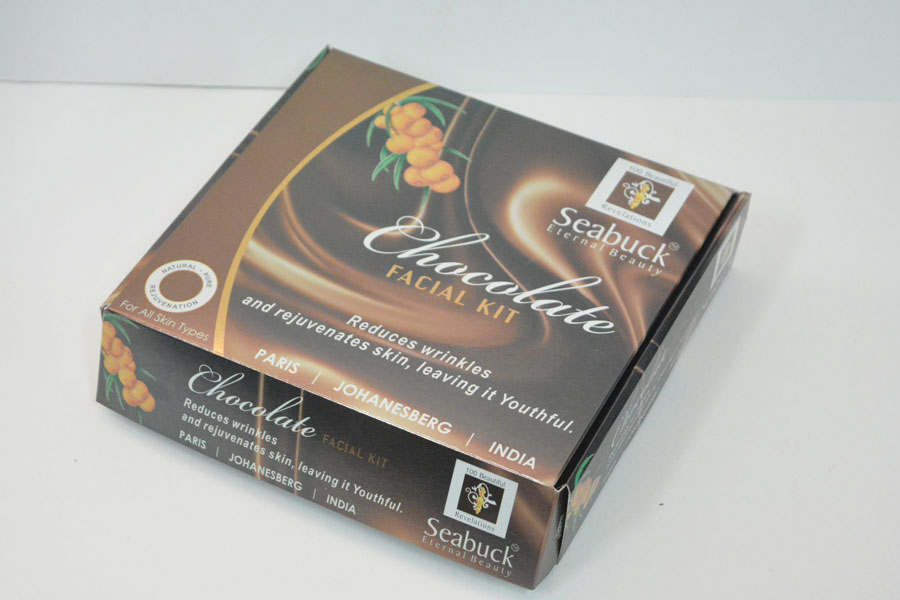 100 Beautiful
Revelations
Seabuck™
Eternal Beauty
Chocolate
FACIAL KIT
Reduces wrinkles
and rejuvenates skin, leaving it Youthful.
PARIS | JOHANESBERG | INDIA
NATURAL - PURE
REJUVENATION
For All Skin Types
Chocolate FACIAL KIT
Reduces wrinkles
and rejuvenates skin, leaving it Youthful.
PARIS | JOHANESBERG | INDIA
100 Beautiful
Revelations
Seabuck™
Eternal Beauty